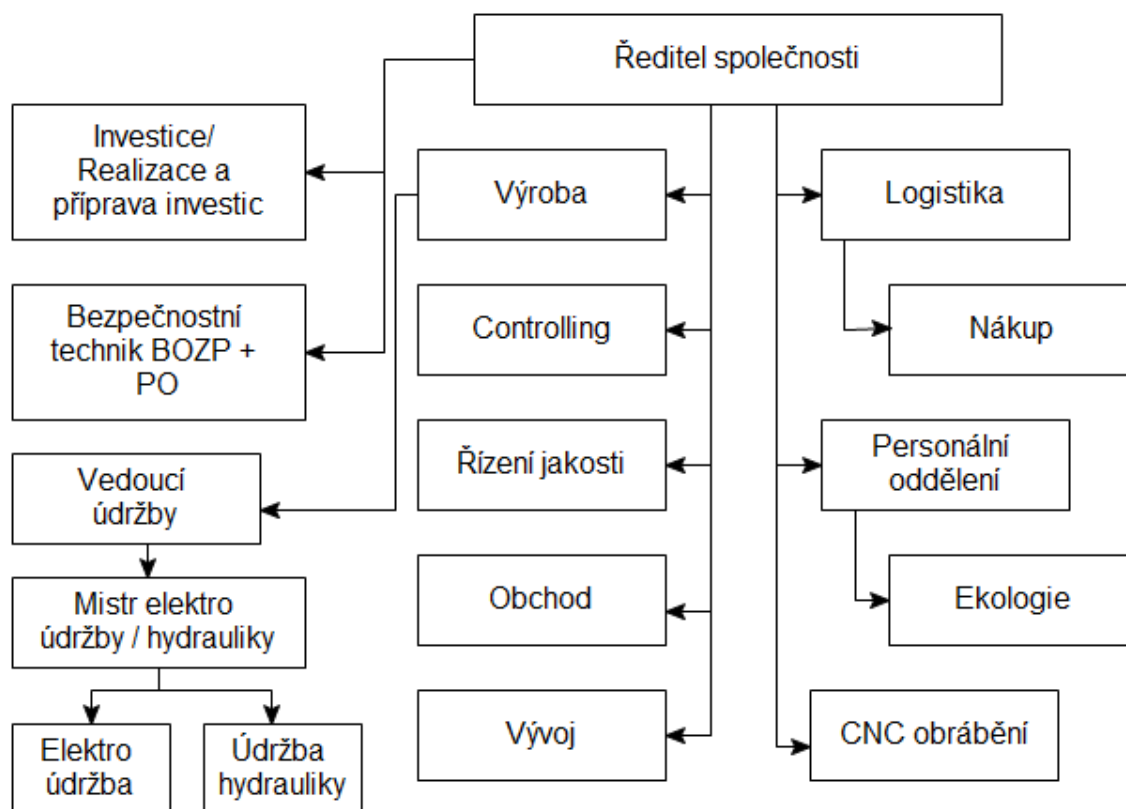 Ředitel společnosti
Investice/
Realizace a
příprava investic
Výroba
Logistika
Bezpečnostní
technik BOZP +
PO
Controlling
Nákup
Vedoucí
údržby
Řízení jakosti
Personální
oddělení
Mistr elektro
údržby / hydrauliky
Obchod
Ekologie
Elektro
údržba
Údržba
hydrauliky
Vývoj
CNC obrábění